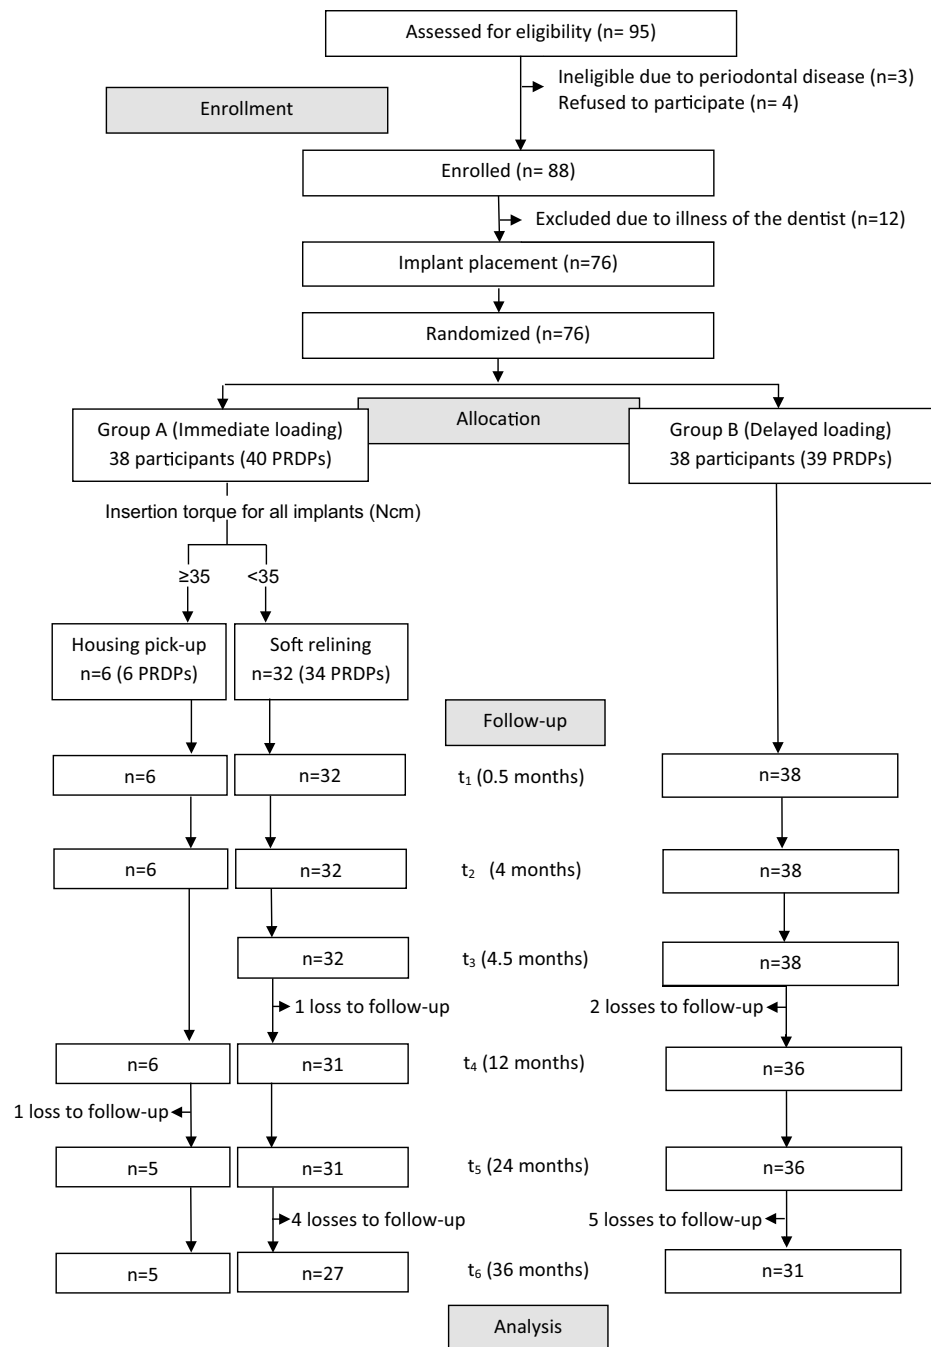 Assessed for eligibility (n= 95)
Ineligible due to periodontal disease (n=3)
Refused to participate (n= 4)
Enrollment
Enrolled (n= 88)
Excluded due to illness of the dentist (n=12)
Implant placement (n=76)
Randomized (n=76)
Allocation
Group A (Immediate loading)
38 participants (40 PRDPs)
Group B (Delayed loading)
38 participants (39 PRDPs)
Insertion torque for all implants (Ncm)
≥35 <35
Housing pick-up
n=6 (6 PRDPs)
Soft relining
n=32 (34 PRDPs)
Follow-up
n=6 n=32 t₁ (0.5 months) n=38
n=6 n=32 t₂ (4 months) n=38
n=32 t₃ (4.5 months) n=38
1 loss to follow-up 2 losses to follow-up
n=6 n=31 t₄ (12 months) n=36
1 loss to follow-up
n=5 n=31 t₅ (24 months) n=36
4 losses to follow-up 5 losses to follow-up
n=5 n=27 t₆ (36 months) n=31
Analysis